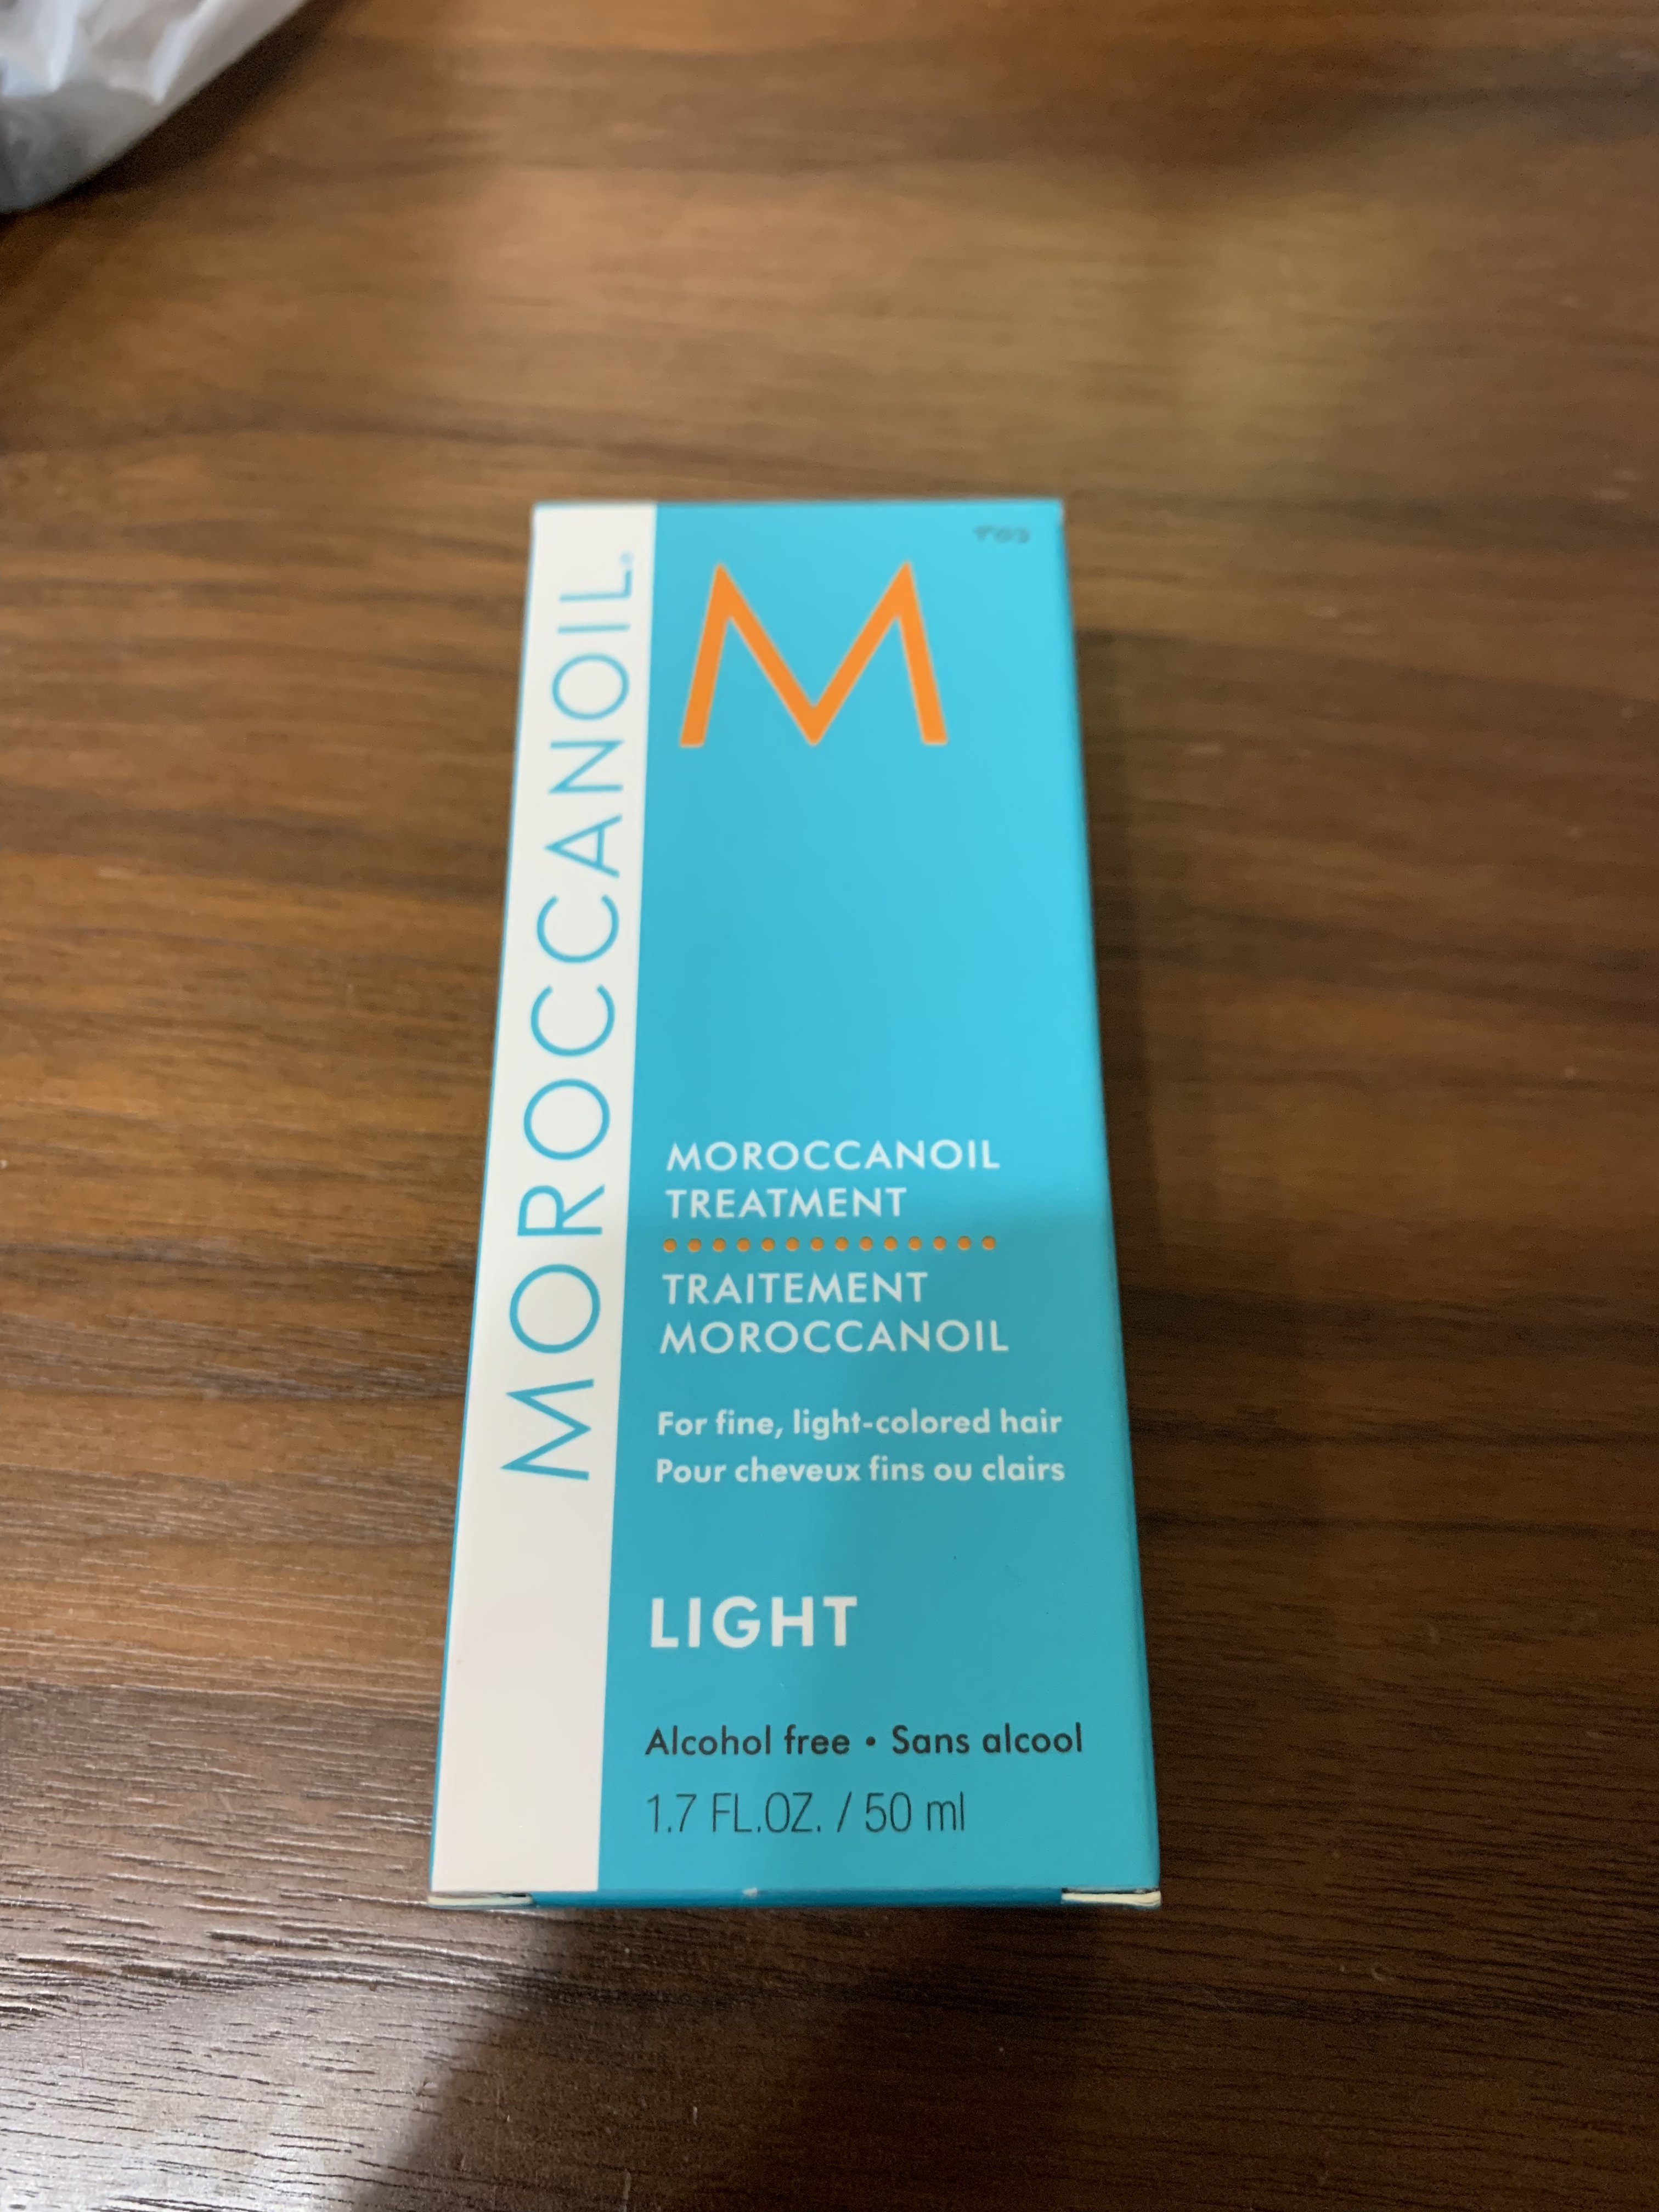 MOROCCANOIL®
M
MOROCCANOIL
TREATMENT
TRAITEMENT
MOROCCANOIL
For fine, light-colored hair
Pour cheveux fins ou clairs
LIGHT
Alcohol free • Sans alcool
1.7 FL.OZ. / 50 ml